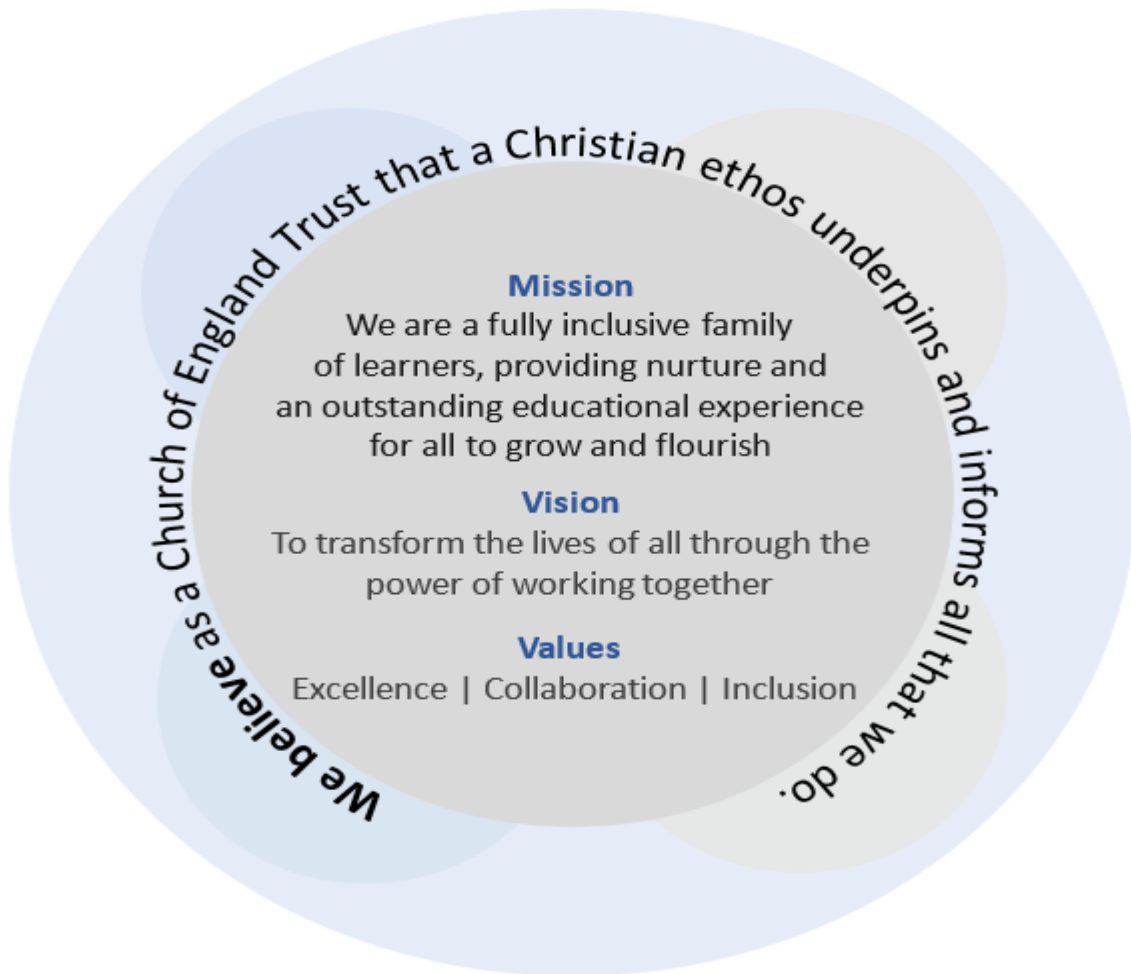 We believe as a Church of England Trust that a Christian ethos underpins and informs all that we do.
Mission
We are a fully inclusive family
of learners, providing nurture and
an outstanding educational experience
for all to grow and flourish
Vision
To transform the lives of all through the
power of working together
Values
Excellence | Collaboration | Inclusion